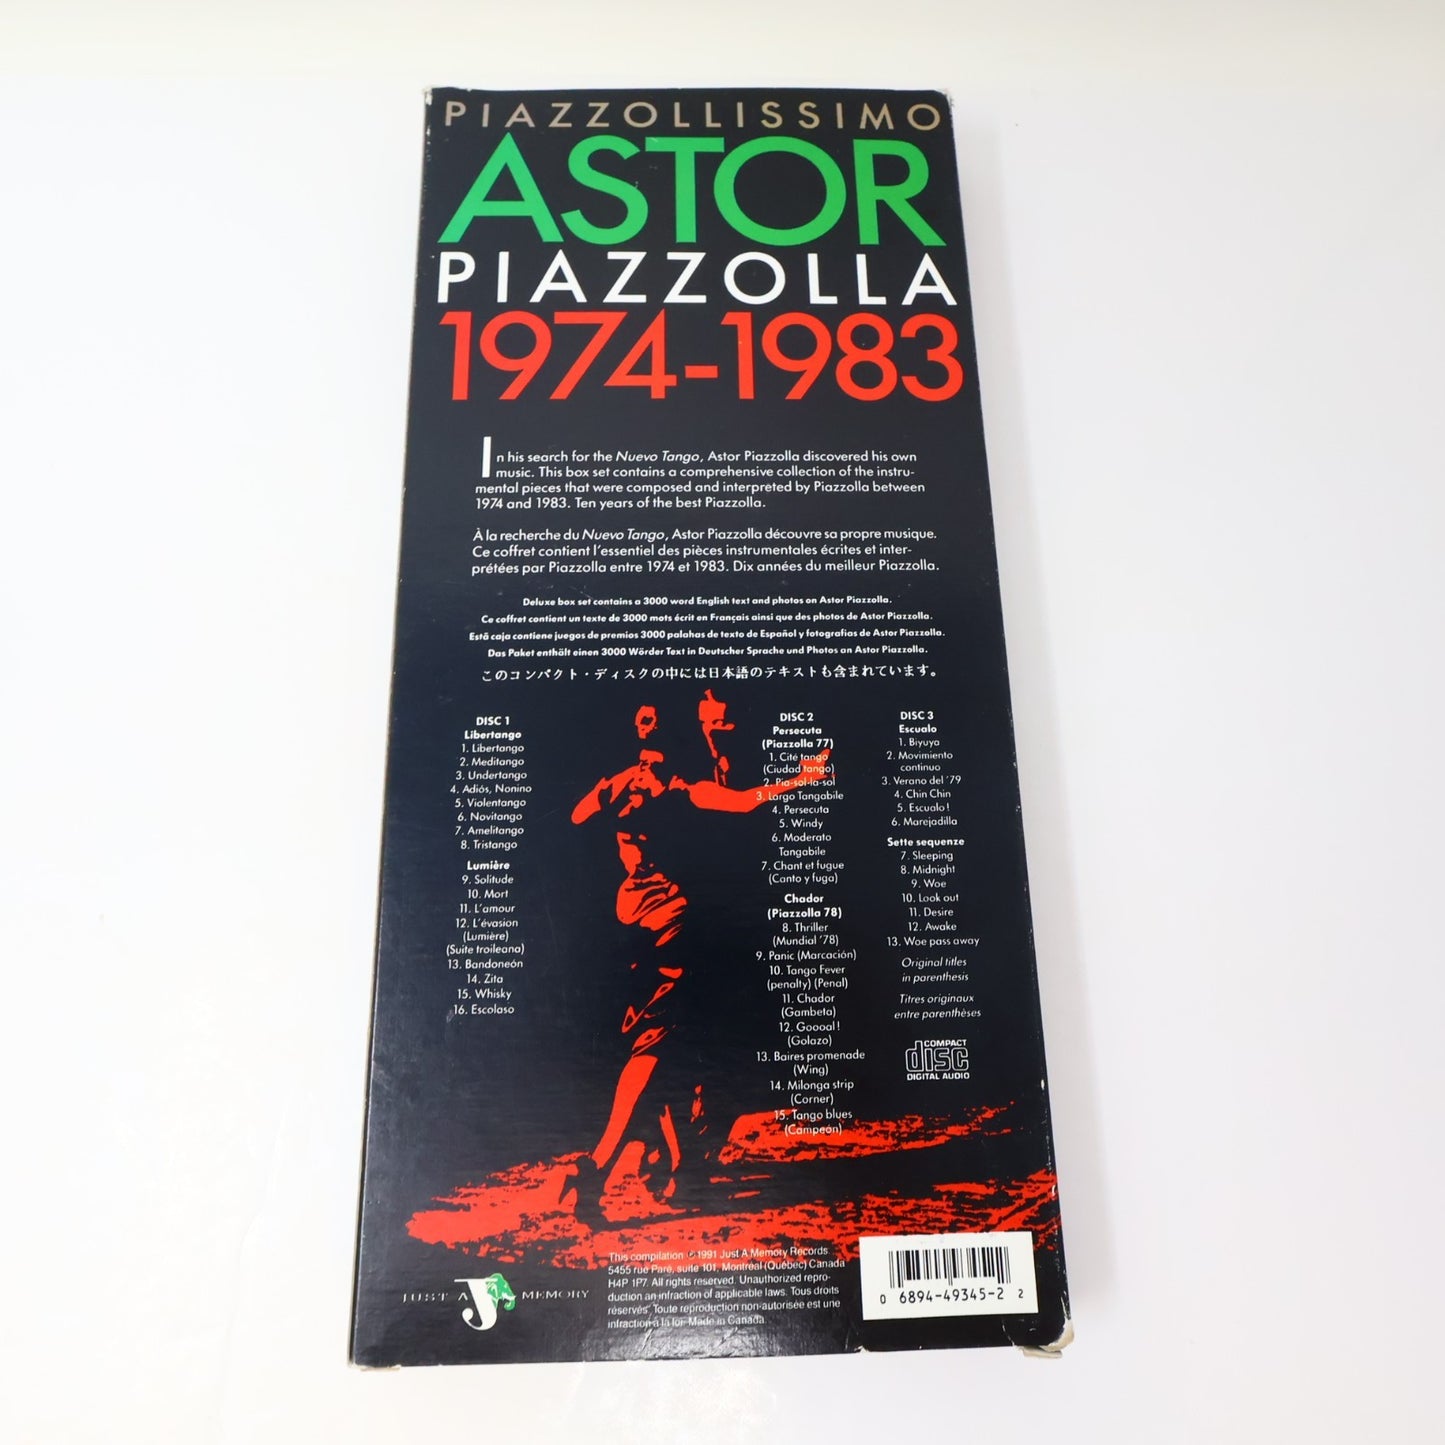 PIAZZOLLISSIMO
ASTOR
PIAZZOLLA
1974-1983
In his search for the Nuevo Tango, Astor Piazzolla discovered his own
music. This box set contains a comprehensive collection of the instru-
mental pieces that were composed and interpreted by Piazzolla between
1974 and 1983. Ten years of the best Piazzolla.
À la recherche du Nuevo Tango, Astor Piazzolla découvre sa propre musique.
Ce coffret contient l'essentiel des pièces instrumentales écrites et inter-
prétées par Piazzolla entre 1974 et 1983. Dix années du meilleur Piazzolla.
Deluxe box set contains a 3000 word English text and photos on Astor Piazzolla.
Ce coffret contient un texte de 3000 mots écrit en Français ainsi que des photos de Astor Piazzolla.
Està caja contiene juegos de premios 3000 palahas de texto de Español y fotografias de Astor Piazzolla.
Das Paket enthält einen 3000 Wörder Text in Deutscher Sprache und Photos an Astor Piazzolla.
このコンパクト・ディスクの中には日本語のテキストも含まれています。
DISC 1
Libertango
1. Libertango
2. Meditango
3. Undertango
4. Adiós, Nonino
5. Violentango
6. Novitango
7. Amelitango
8. Tristango
Lumière
9. Solitude
10. Mort
11. L'amour
12. L'évasion
(Lumière)
(Suite troileana)
13. Bandoneón
14. Zita
15. Whisky
16. Escolaso
DISC 2
Persecuta
(Piazzolla 77)
1. Cité tango
(Ciudad tango)
2. Pia-sol-la-sol
3. Largo Tangabile
4. Persecuta
5. Windy
6. Moderato
Tangabile
7. Chant et fugue
(Canto y fuga)
Chador
(Piazzolla 78)
8. Thriller
(Mundial '78)
9. Panic (Marcación)
10. Tango Fever
(penalty) (Penal)
11. Chador
(Gambeta)
12. Goooal!
(Golazo)
13. Baires promenade
(Wing)
14. Milonga strip
(Corner)
15. Tango blues
(Campeón)
DISC 3
Escualo
1. Biyuya
2. Movimiento
continuo
3. Verano del '79
4. Chin Chin
5. Escualo!
6. Marejadilla
Sette sequenze
7. Sleeping
8. Midnight
9. Woe
10. Look out
11. Desire
12. Awake
13. Woe pass away
Original titles
in parenthesis
Titres originaux
entre parenthèses
COMPACT
disc
DIGITAL AUDIO
JUST A J MEMORY
This compilation ℗1991 Just A Memory Records
5455 rue Paré, suite 101, Montréal (Québec) Canada
H4P 1P7. All rights reserved. Unauthorized repro-
duction an infraction of applicable laws. Tous droits
réservés. Toute reproduction non-autorisée est une
infraction à la loi. Made in Canada.
0 6894-49345-2 2